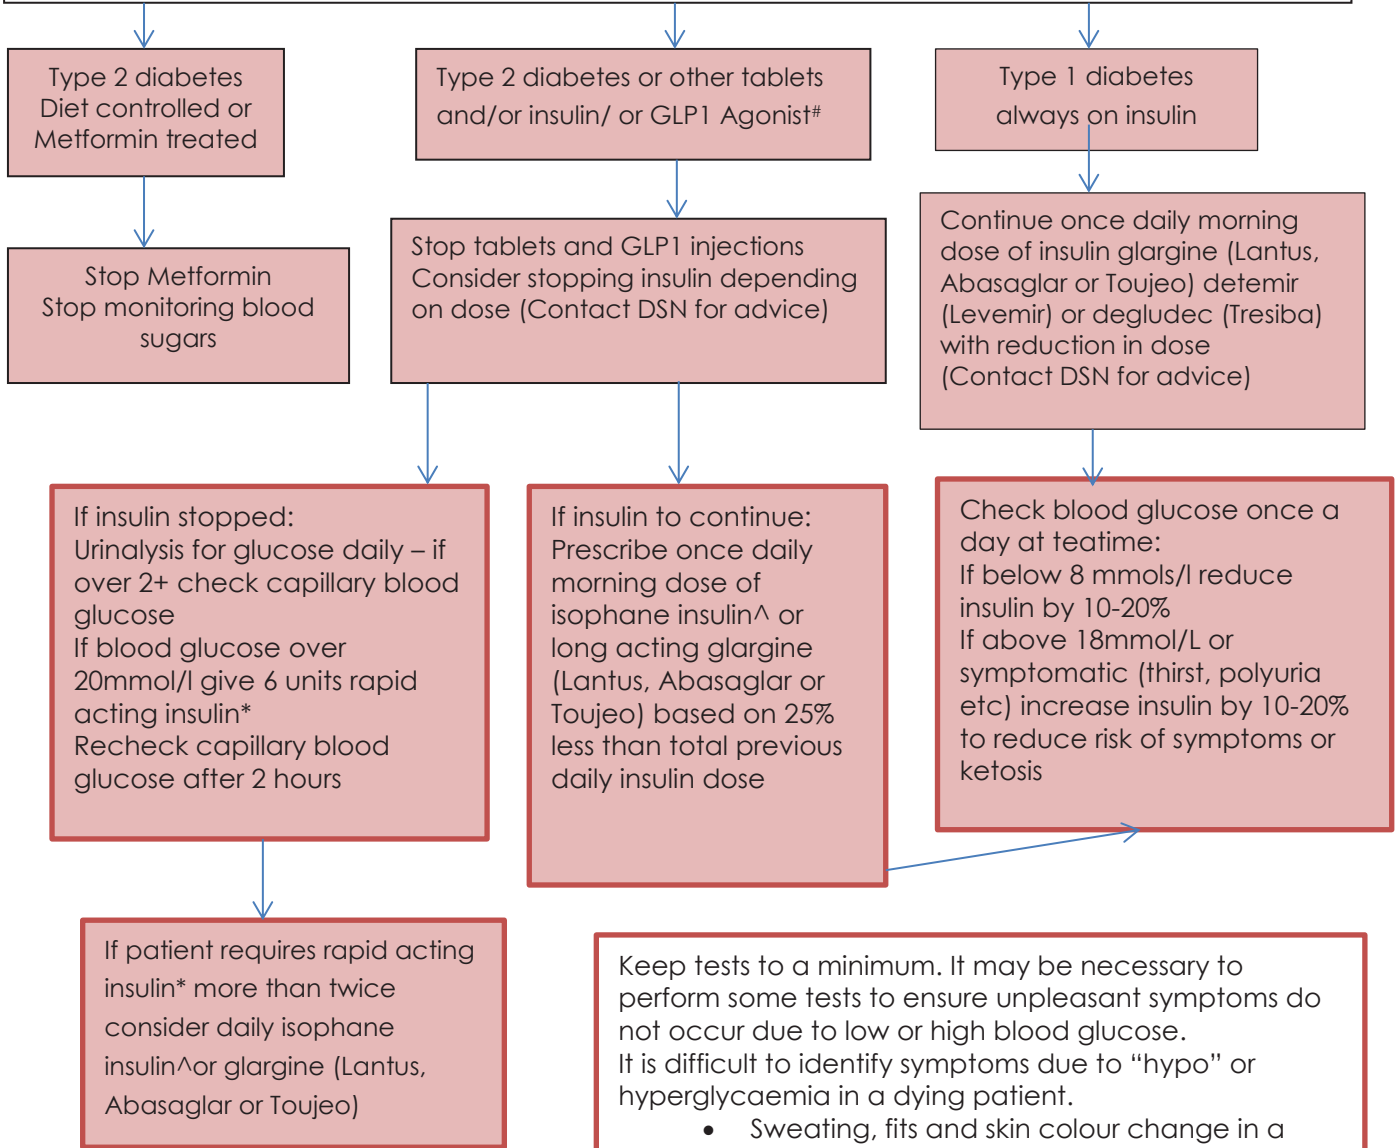 Type 2 diabetes
Diet controlled or
Metformin treated
Type 2 diabetes or other tablets
and/or insulin/ or GLP1 Agonist#
Type 1 diabetes
always on insulin
Stop Metformin
Stop monitoring blood
sugars
Stop tablets and GLP1 injections
Consider stopping insulin depending
on dose (Contact DSN for advice)
Continue once daily morning
dose of insulin glargine (Lantus,
Abasaglar or Toujeo) detemir
(Levemir) or degludec (Tresiba)
with reduction in dose
(Contact DSN for advice)
If insulin stopped:
Urinalysis for glucose daily – if
over 2+ check capillary blood
glucose
If blood glucose over
20mmol/l give 6 units rapid
acting insulin*
Recheck capillary blood
glucose after 2 hours
If insulin to continue:
Prescribe once daily
morning dose of
isophane insulin^ or
long acting glargine
(Lantus, Abasaglar or
Toujeo) based on 25%
less than total previous
daily insulin dose
Check blood glucose once a
day at teatime:
If below 8 mmols/l reduce
insulin by 10-20%
If above 18mmol/L or
symptomatic (thirst, polyuria
etc) increase insulin by 10-20%
to reduce risk of symptoms or
ketosis
If patient requires rapid acting
insulin* more than twice
consider daily isophane
insulin^or glargine (Lantus,
Abasaglar or Toujeo)
Keep tests to a minimum. It may be necessary to
perform some tests to ensure unpleasant symptoms do
not occur due to low or high blood glucose.
It is difficult to identify symptoms due to “hypo” or
hyperglycaemia in a dying patient.
• Sweating, fits and skin colour change in a